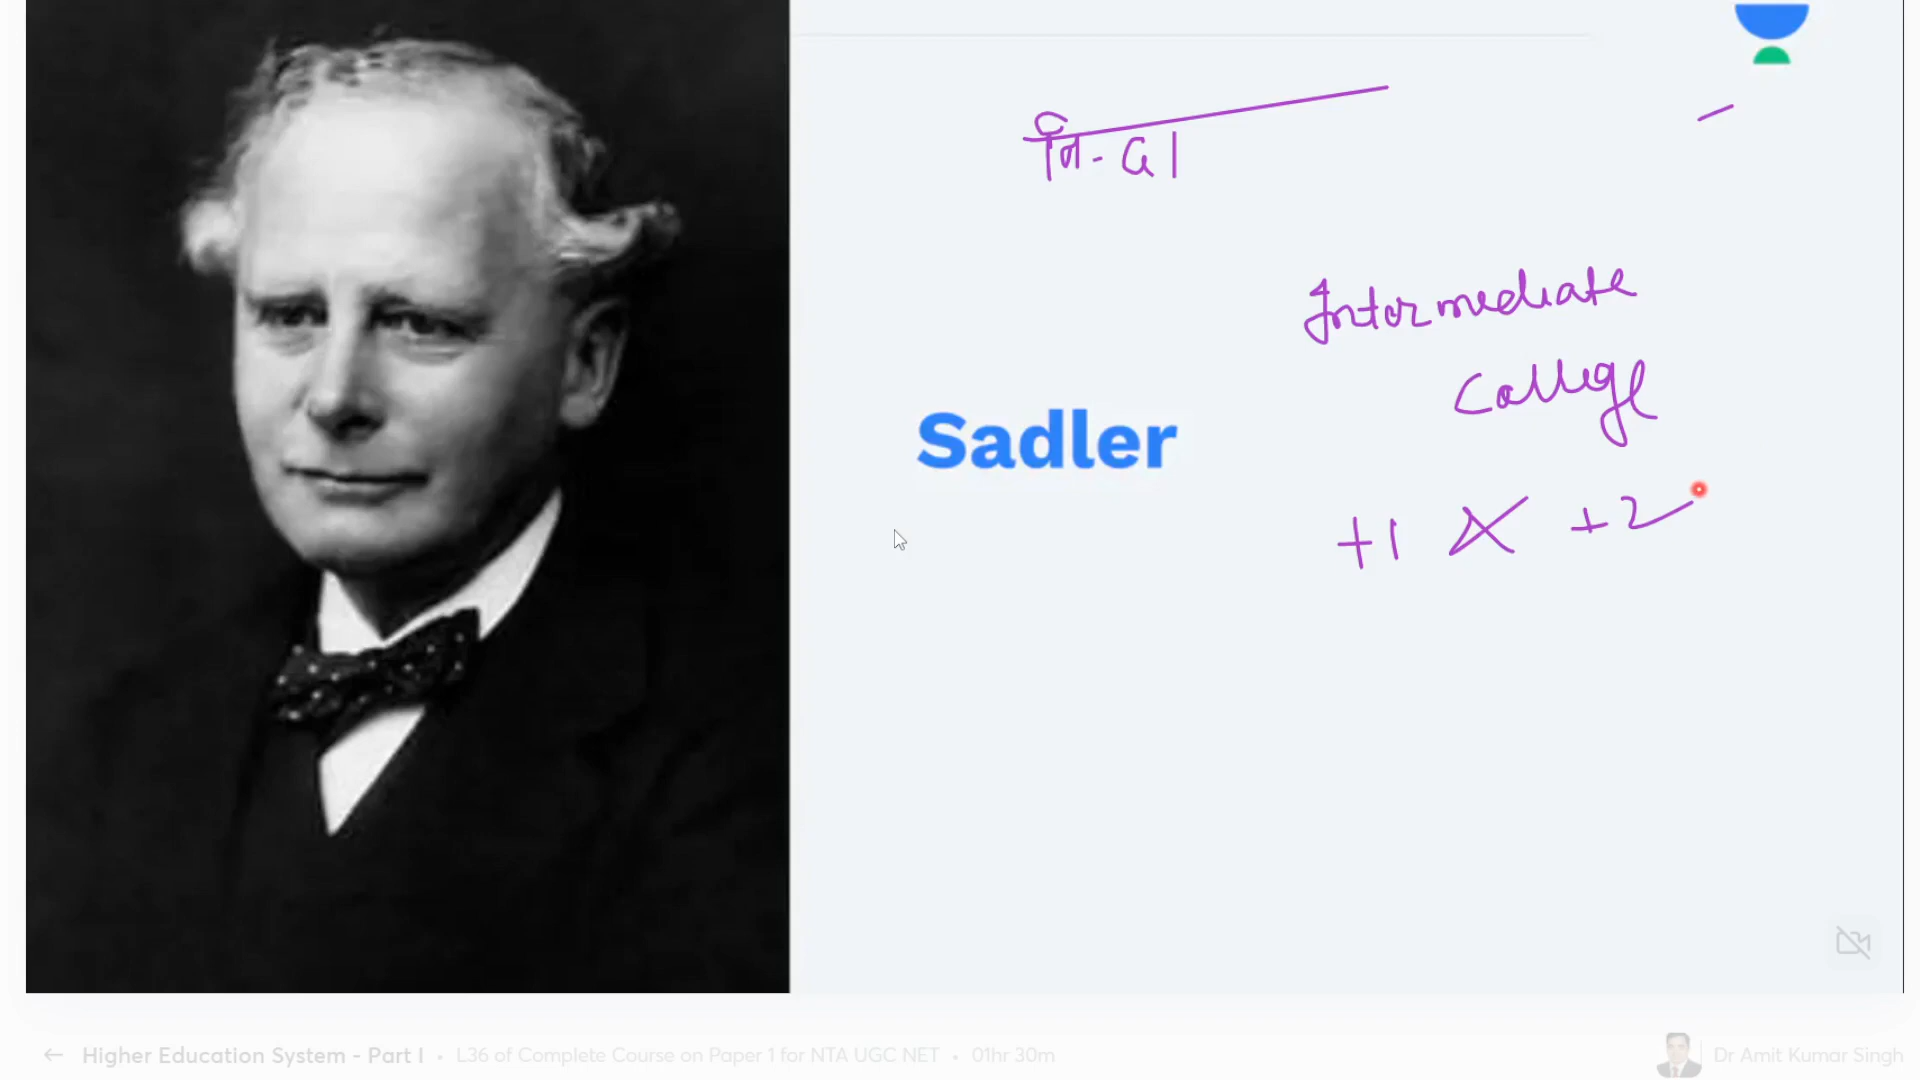 Intermediate
College
Sadler
+1 & +2
Higher Education System - Part I • L36 of Complete Course on Paper 1 for NTA UGC NET • 01hr 30m
Dr Amit Kumar Singh